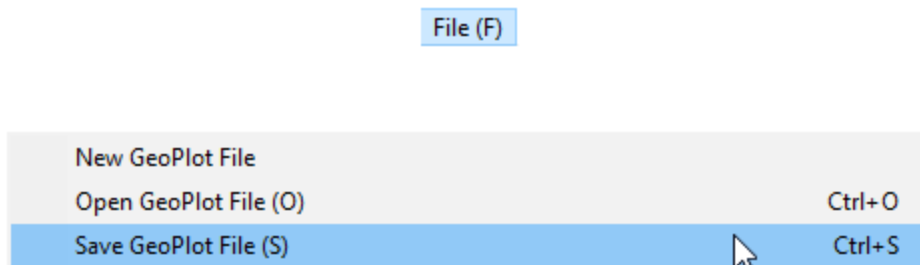 File (F)
New GeoPlot File
Open GeoPlot File (O) Ctrl+O
Save GeoPlot File (S) Ctrl+S